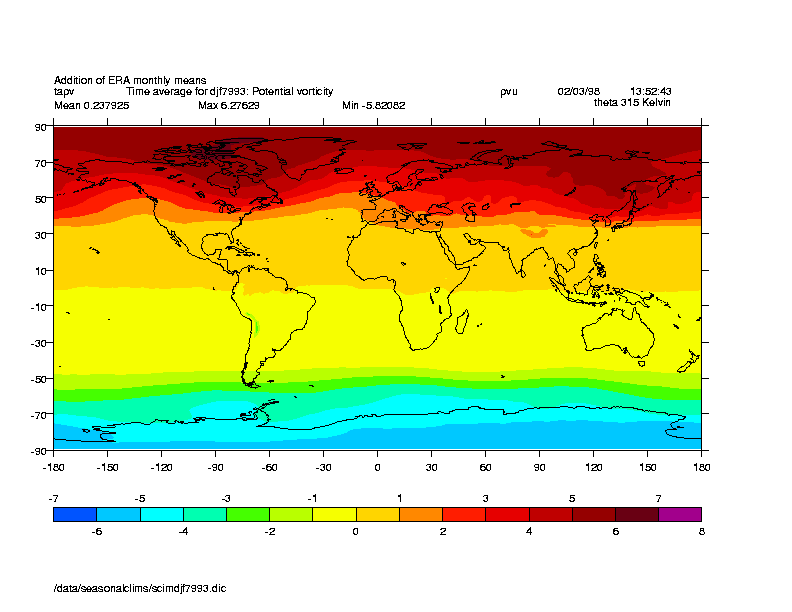 Addition of ERA monthly means
tapv Time average for djf7993: Potential vorticity pvu 02/03/98 13:52:43
Mean 0.237925 Max 6.27629 Min -5.82082 theta 315 Kelvin
90
70
50
30
10
-10
-30
-50
-70
-90
-180 -150 -120 -90 -60 -30 0 30 60 90 120 150 180
-7 -5 -3 -1 1 3 5 7
-6 -4 -2 0 2 4 6 8
/data/seasonalclims/scimdjf7993.dic